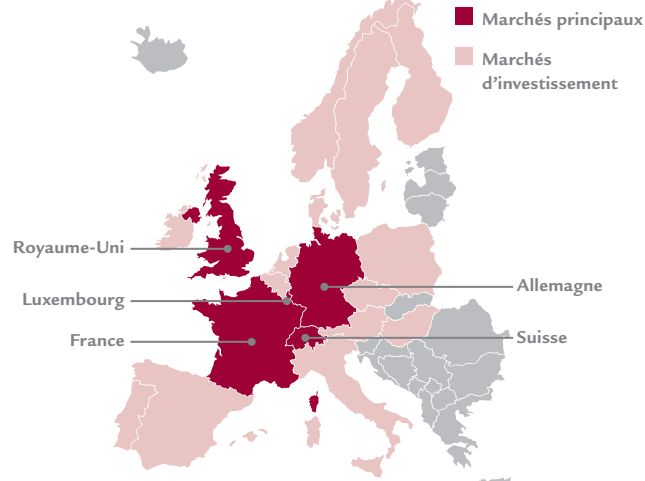 Marchés principaux
Marchés
d'investissement
Royaume-Uni
Luxembourg
France
Allemagne
Suisse